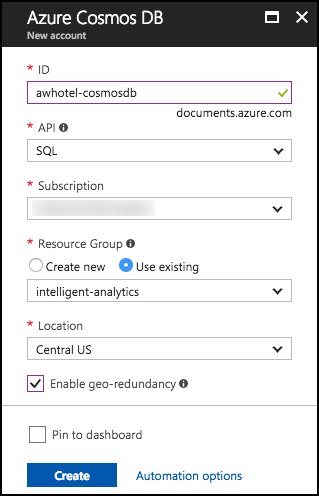 Azure Cosmos DB
New account
* ID
awhotel-cosmosdb
documents.azure.com
* API
SQL
* Subscription
* Resource Group
Create new Use existing
intelligent-analytics
* Location
Central US
Enable geo-redundancy
Pin to dashboard
Create Automation options